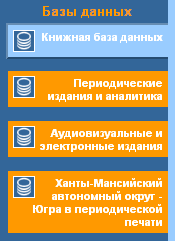 Базы данных
Книжная база данных
Периодические
издания и аналитика
Аудиовизуальные и
электронные издания
Ханты-Мансийский
автономный округ -
Югра в периодической
печати